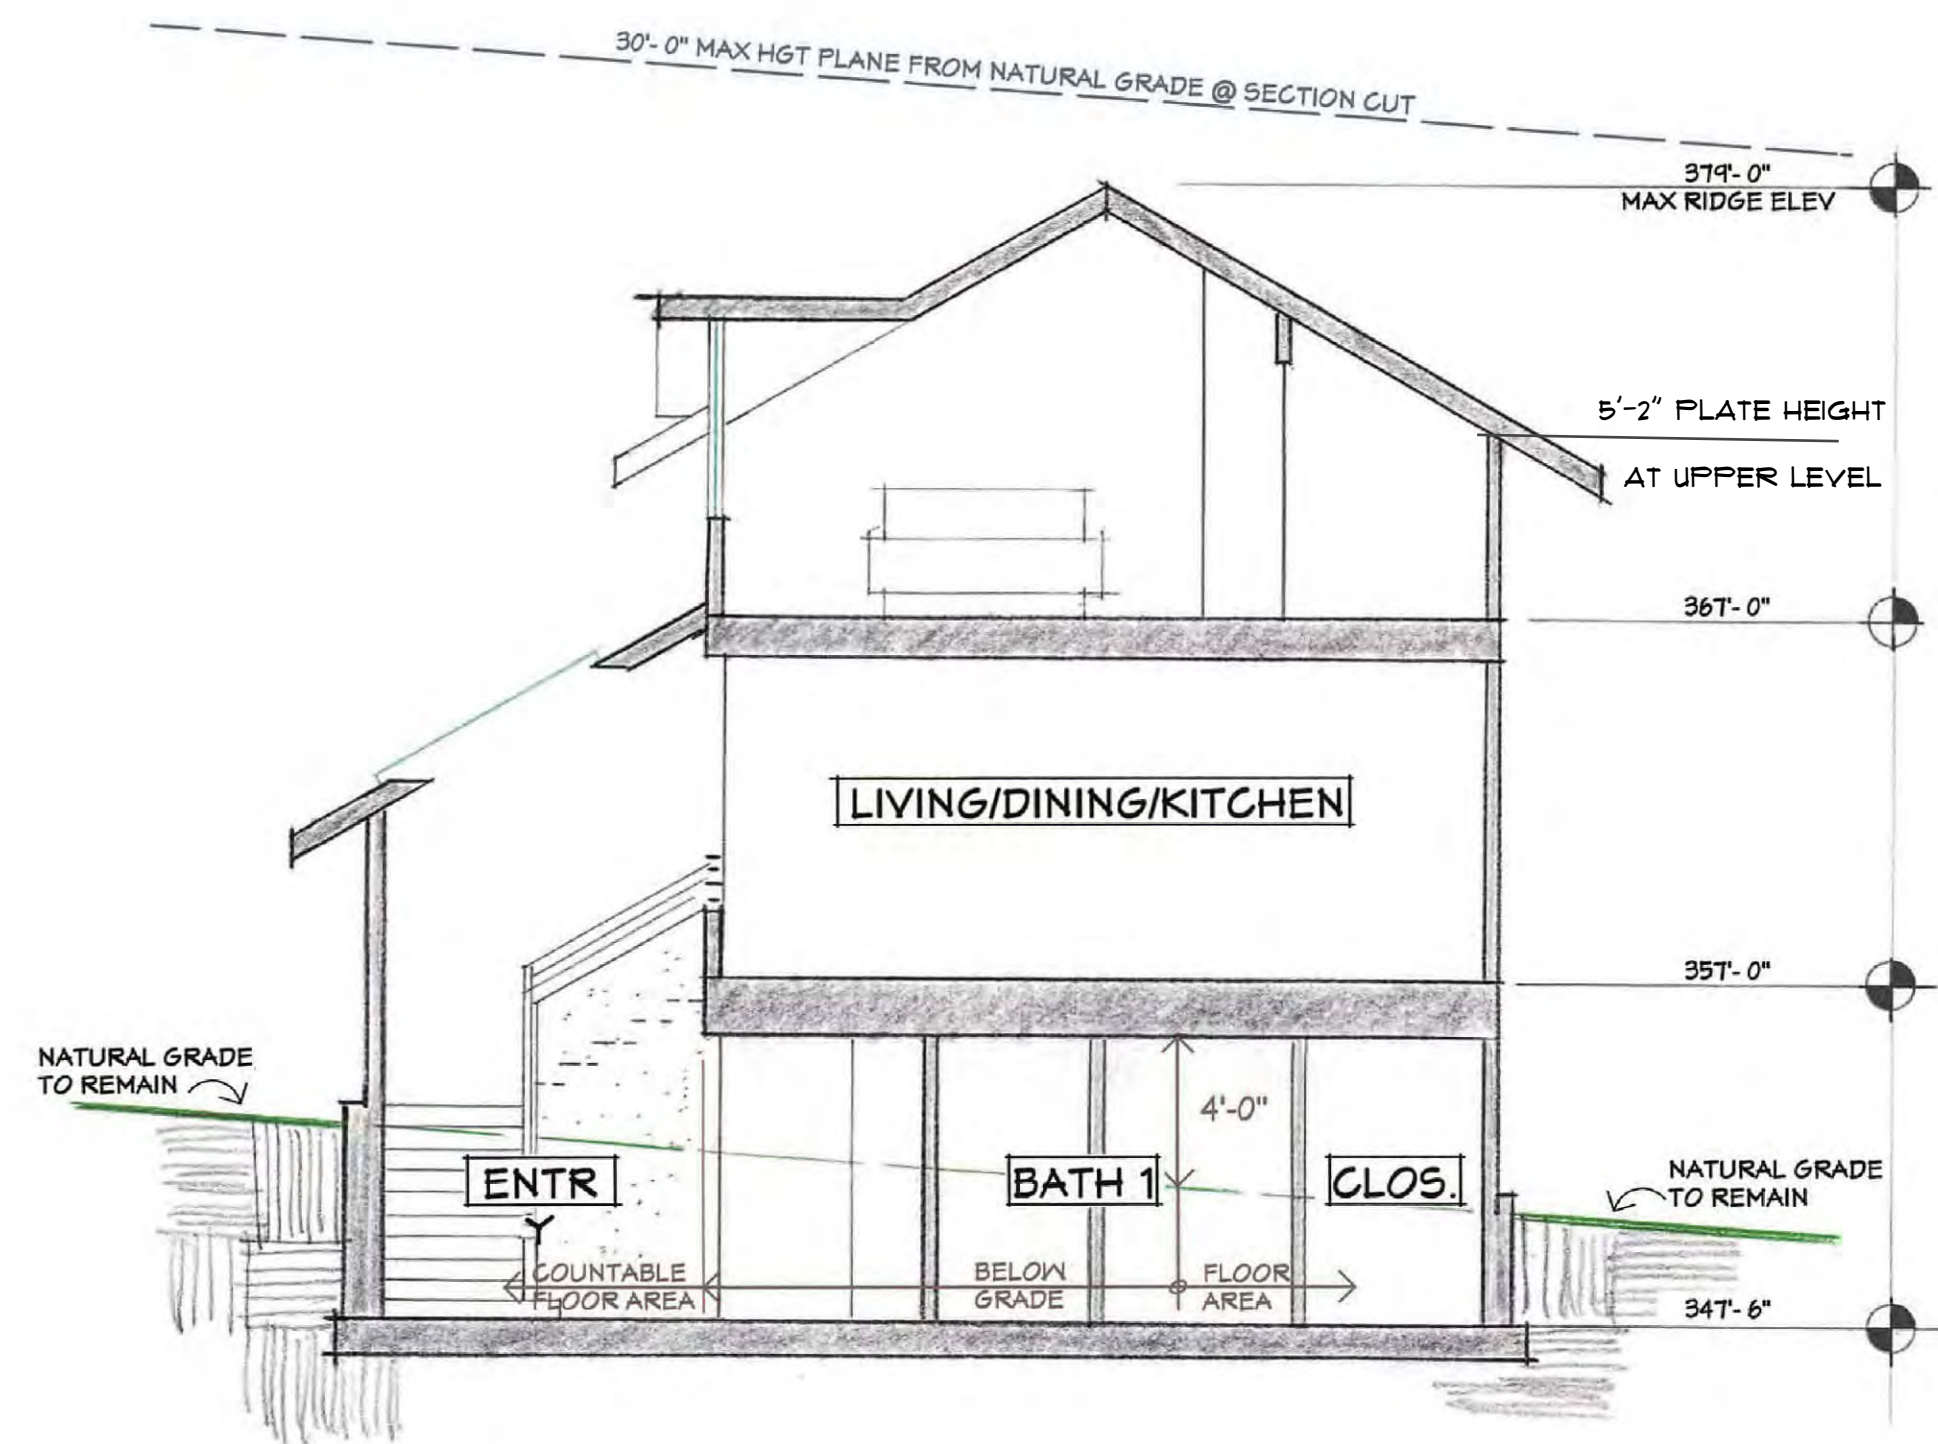 30'-0" MAX HGT PLANE FROM NATURAL GRADE @ SECTION CUT
379'-0"
MAX RIDGE ELEV
5'-2" PLATE HEIGHT
AT UPPER LEVEL
367'-0"
LIVING/DINING/KITCHEN
357'-0"
NATURAL GRADE
TO REMAIN
4'-0"
ENTR
Y
BATH 1
CLOS.
NATURAL GRADE
TO REMAIN
COUNTABLE
FLOOR AREA
BELOW
GRADE
FLOOR
AREA
347'-6"